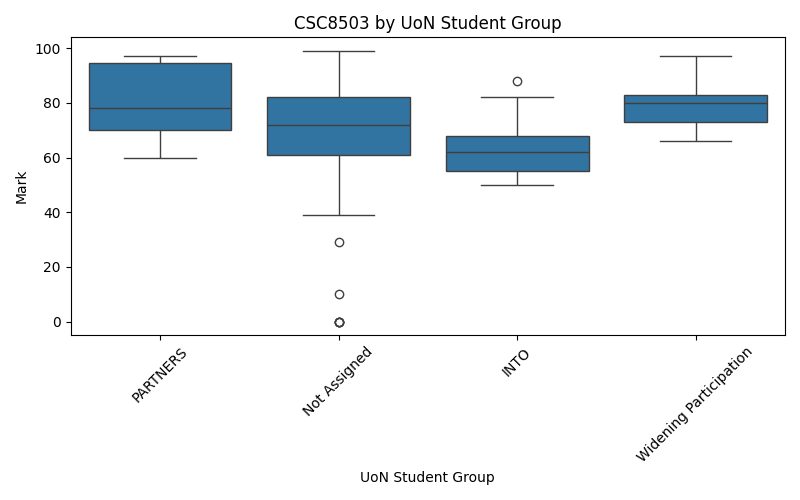 CSC8503 by UoN Student Group
Mark
100
80
60
40
20
0
PARTNERS
Not Assigned
INTO
Widening Participation
UoN Student Group